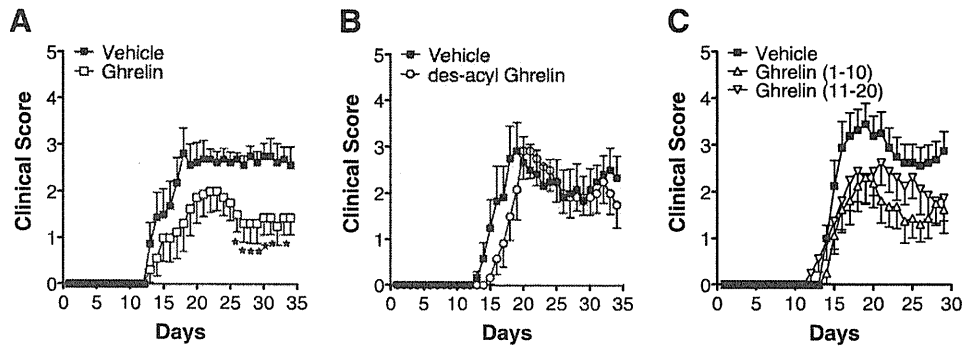 A
Vehicle
Ghrelin
Clinical Score
5
4
3
2
1
0
0 5 10 15 20 25 30 35
Days
B
Vehicle
des-acyl Ghrelin
Clinical Score
5
4
3
2
1
0
0 5 10 15 20 25 30 35
Days
C
Vehicle
Ghrelin (1-10)
Ghrelin (11-20)
Clinical Score
5
4
3
2
1
0
0 5 10 15 20 25 30
Days